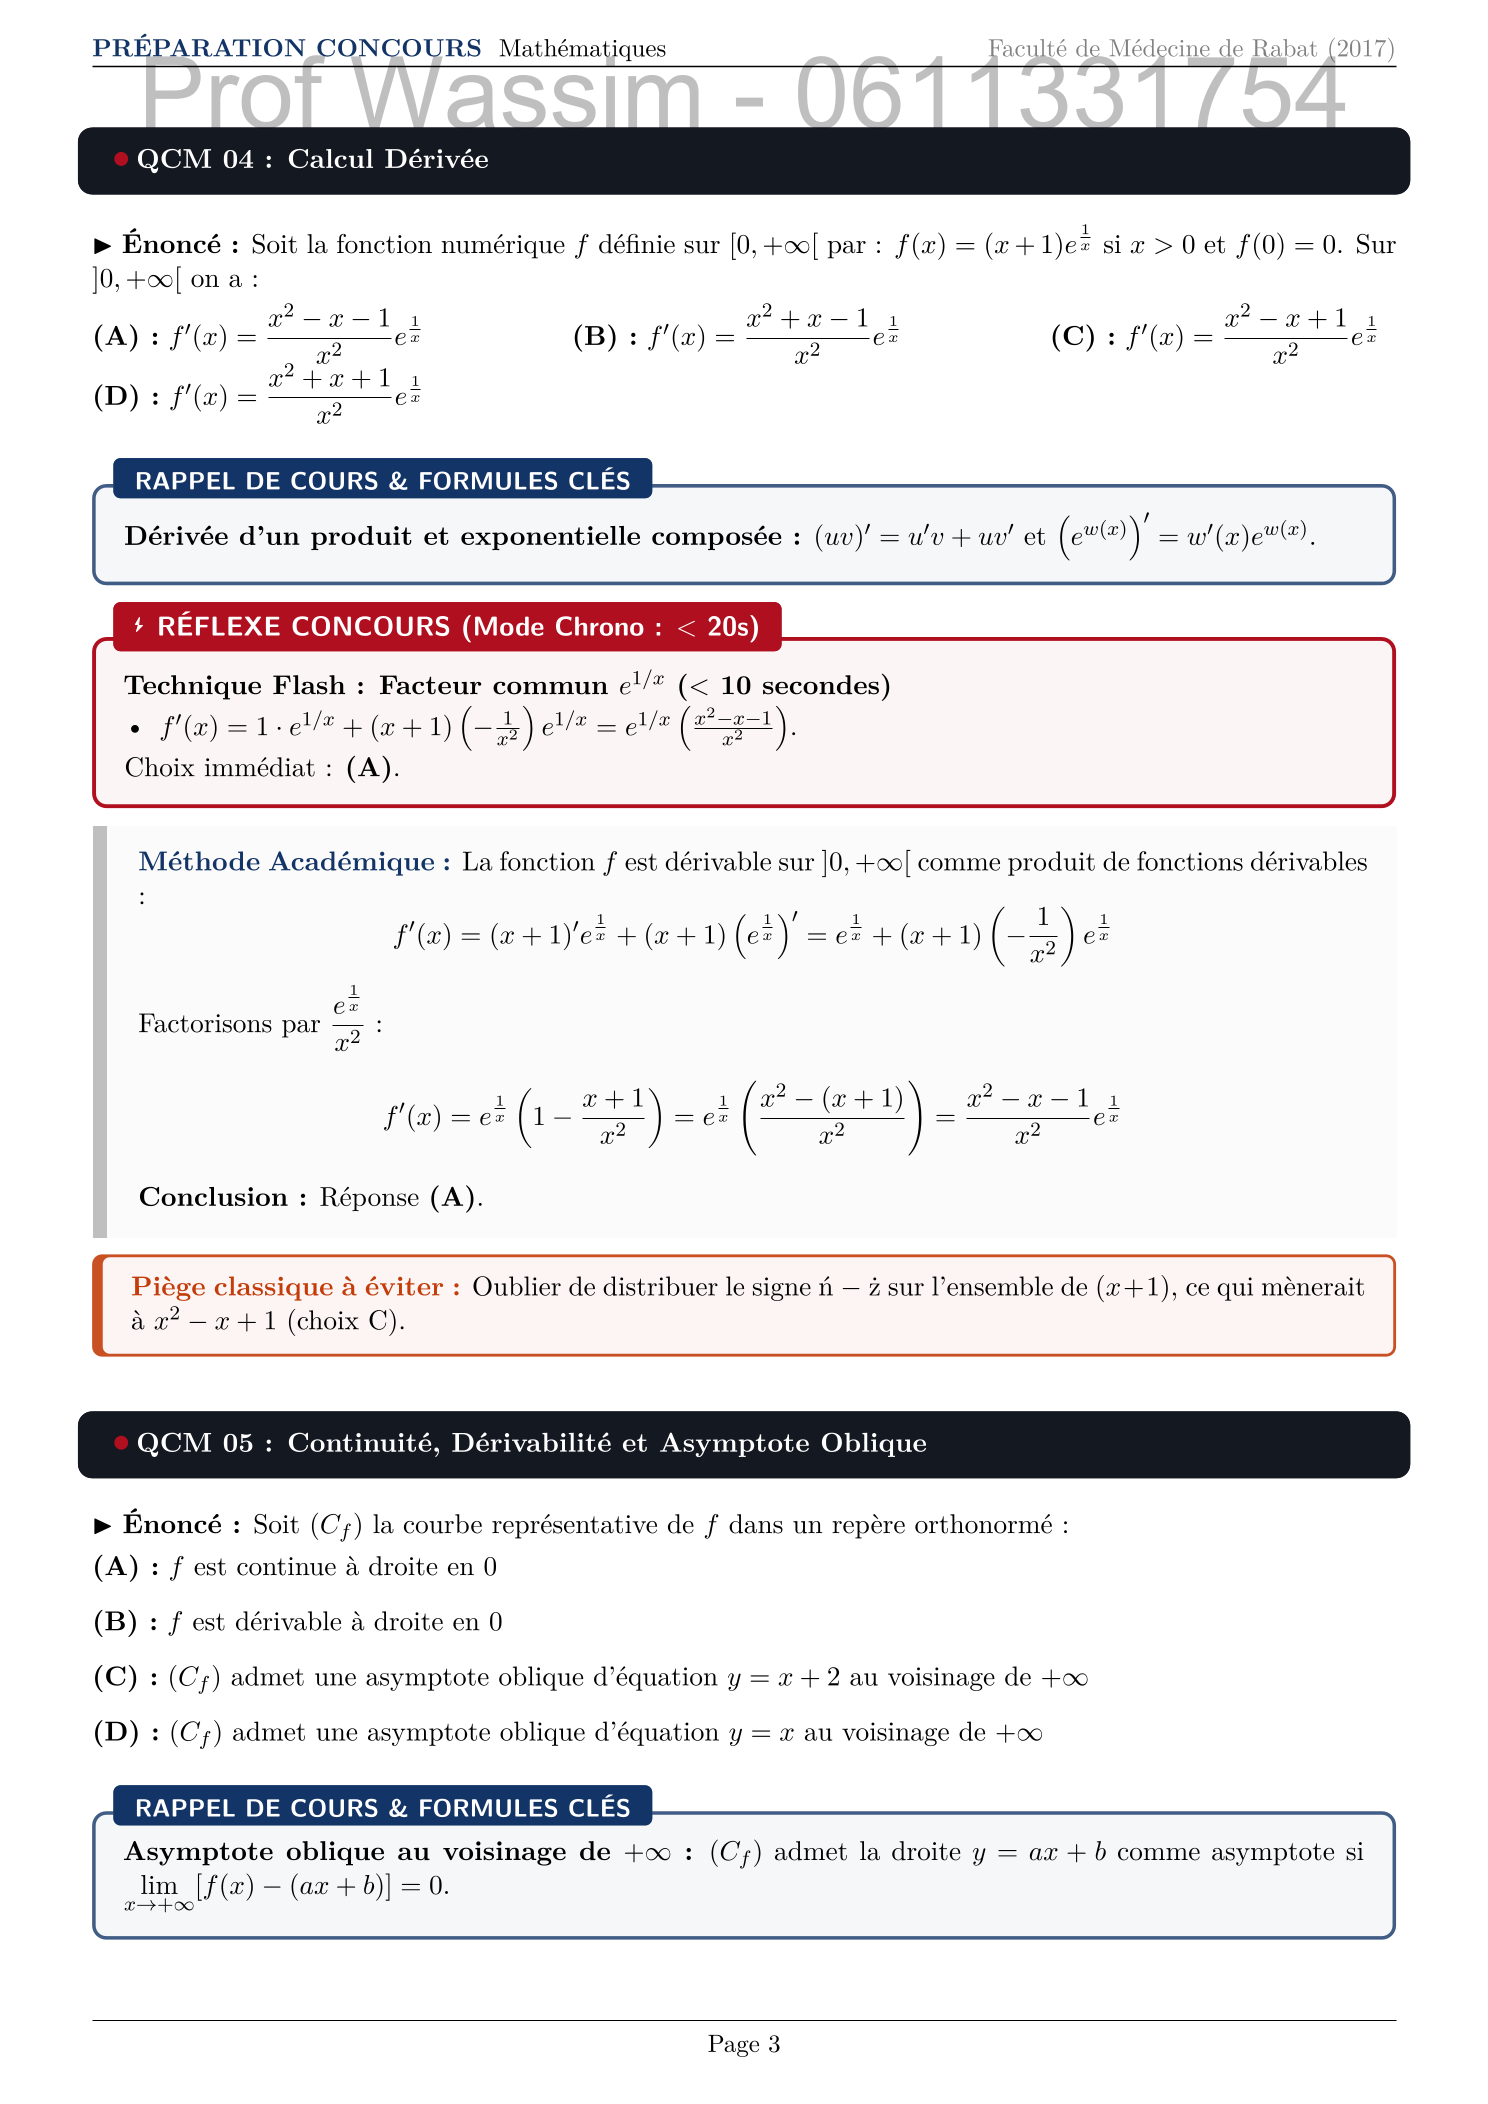 PRÉPARATION CONCOURS Mathématiques Faculté de Médecine de Rabat (2017)
Prof Wassim - 0611331754
• QCM 04 : Calcul Dérivée
▶ Énoncé : Soit la fonction numérique f définie sur [0, +∞[ par : f(x) = (x + 1)e^{1/x} si x > 0 et f(0) = 0. Sur
]0, +∞[ on a :
(A) : f′(x) = \frac{x² − x − 1}{x²}e^{1/x} (B) : f′(x) = \frac{x² + x − 1}{x²}e^{1/x} (C) : f′(x) = \frac{x² − x + 1}{x²}e^{1/x}
(D) : f′(x) = \frac{x² + x + 1}{x²}e^{1/x}
RAPPEL DE COURS & FORMULES CLÉS
Dérivée d'un produit et exponentielle composée : (uv)′ = u′v + uv′ et (e^{w(x)})′ = w′(x)e^{w(x)}.
⚡ RÉFLEXE CONCOURS (Mode Chrono : < 20s)
Technique Flash : Facteur commun e^{1/x} (< 10 secondes)
• f′(x) = 1 · e^{1/x} + (x + 1)(−\frac{1}{x²})e^{1/x} = e^{1/x}(\frac{x²−x−1}{x²}).
Choix immédiat : (A).
Méthode Académique : La fonction f est dérivable sur ]0, +∞[ comme produit de fonctions dérivables
:
f′(x) = (x + 1)′e^{1/x} + (x + 1)(e^{1/x})′ = e^{1/x} + (x + 1)(−\frac{1}{x²})e^{1/x}
Factorisons par \frac{e^{1/x}}{x²} :
f′(x) = e^{1/x}(1 − \frac{x + 1}{x²}) = e^{1/x}(\frac{x² − (x + 1)}{x²}) = \frac{x² − x − 1}{x²}e^{1/x}
Conclusion : Réponse (A).
Piège classique à éviter : Oublier de distribuer le signe ń − ż sur l'ensemble de (x+1), ce qui mènerait
à x² − x + 1 (choix C).
• QCM 05 : Continuité, Dérivabilité et Asymptote Oblique
▶ Énoncé : Soit (C_f) la courbe représentative de f dans un repère orthonormé :
(A) : f est continue à droite en 0
(B) : f est dérivable à droite en 0
(C) : (C_f) admet une asymptote oblique d'équation y = x + 2 au voisinage de +∞
(D) : (C_f) admet une asymptote oblique d'équation y = x au voisinage de +∞
RAPPEL DE COURS & FORMULES CLÉS
Asymptote oblique au voisinage de +∞ : (C_f) admet la droite y = ax + b comme asymptote si
lim_{x→+∞}[f(x) − (ax + b)] = 0.
Page 3